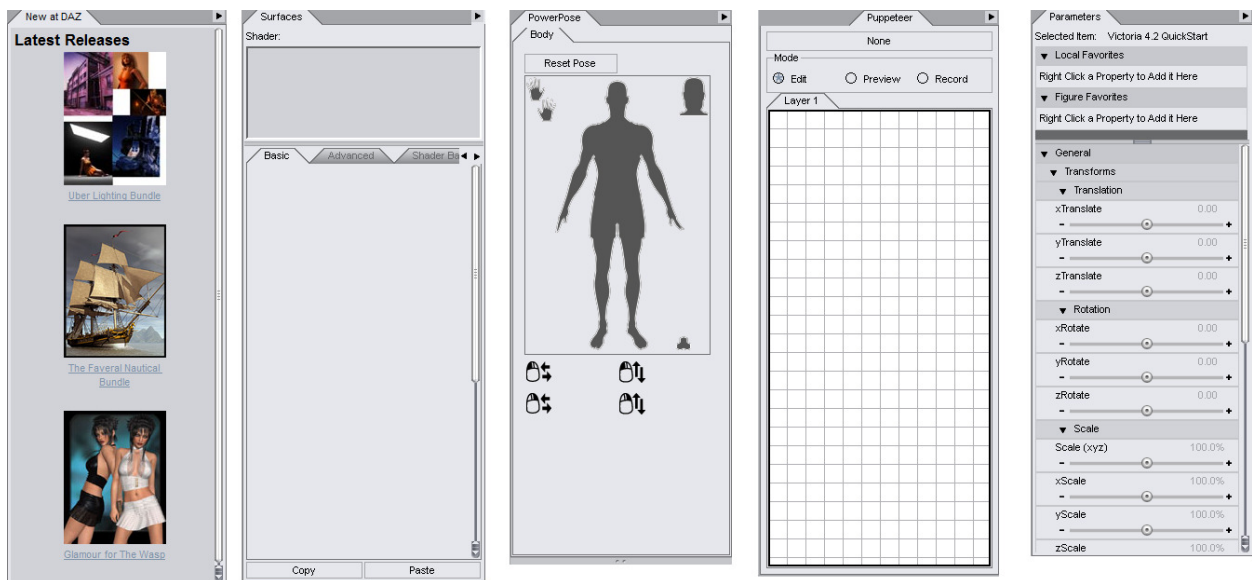 New at DAZ
Latest Releases
Uber Lighting Bundle
The Faveral Nautical
Bundle
Glamour for The Wasp
Surfaces
Shader:
Basic
Advanced
Shader Ba
Copy
Paste
PowerPose
Body
Reset Pose
Puppeteer
None
Mode
Edit
Preview
Record
Layer 1
Parameters
Selected Item: Victoria 4.2 QuickStart
Local Favorites
Right Click a Property to Add it Here
Figure Favorites
Right Click a Property to Add it Here
General
Transforms
Translation
xTranslate 0.00
- +
yTranslate 0.00
- +
zTranslate 0.00
- +
Rotation
xRotate 0.00
- +
yRotate 0.00
- +
zRotate 0.00
- +
Scale
Scale (xyz) 100.0%
- +
xScale 100.0%
- +
yScale 100.0%
- +
zScale 100.0%